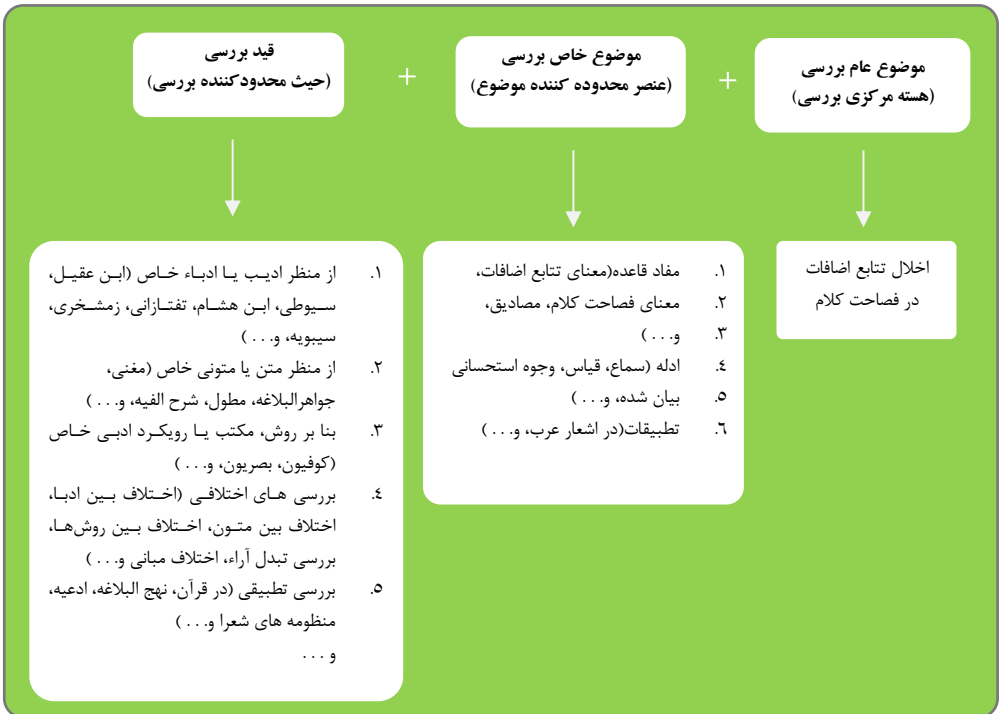 موضوع عام بررسی
(هسته مرکزی بررسی)
+
موضوع خاص بررسی
(عنصر محدوده کننده موضوع)
+
قید بررسی
(حیث محدودکننده بررسی)
اخلال تتابع اضافات
در فصاحت کلام
۱. مفاد قاعده(معنای تتابع اضافات،
۲. معنای فصاحت کلام، مصادیق،
۳. و...)
٤. ادله (سماع، قیاس، وجوه استحسانی
٥. بیان شده، و...)
٦. تطبیقات(در اشعار عرب، و...)
۱. از منظر ادیب یا ادباء خاص (ابن عقیل،
سیوطی، ابن هشام، تفتازانی، زمشخری،
سیبویه، و...)
۲. از منظر متن یا متونی خاص (مغنی،
جواهرالبلاغه، مطول، شرح الفیه، و...)
۳. بنا بر روش، مکتب یا رویکرد ادبی خاص
(کوفیون، بصریون، و...)
٤. بررسی های اختلافی (اختلاف بین ادبا،
اختلاف بین متون، اختلاف بین روش‌ها،
بررسی تبدل آراء، اختلاف مبانی و...)
٥. بررسی تطبیقی (در قرآن، نهج البلاغه، ادعیه،
منظومه های شعرا و...)
و ...